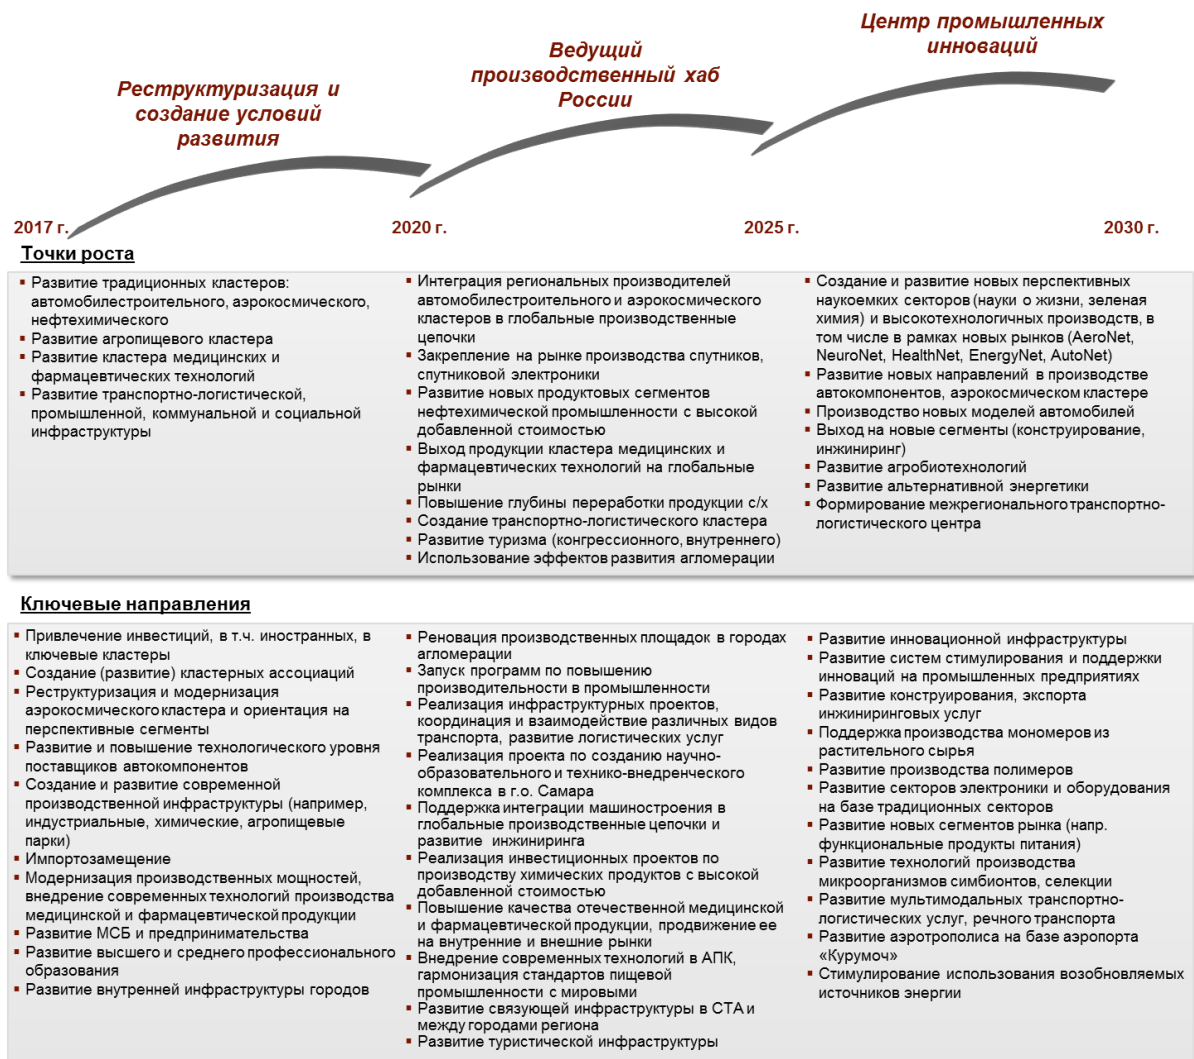 Центр промышленных
инноваций
Ведущий
производственный хаб
России
Реструктуризация и
создание условий
развития
2017 г.
2020 г.
2025 г.
2030 г.
Точки роста
▪ Развитие традиционных кластеров:
автомобилестроительного, аэрокосмического,
нефтехимического
▪ Развитие агропищевого кластера
▪ Развитие кластера медицинских и
фармацевтических технологий
▪ Развитие транспортно-логистической,
промышленной, коммунальной и социальной
инфраструктуры
▪ Интеграция региональных производителей
автомобилестроительного и аэрокосмического
кластеров в глобальные производственные
цепочки
▪ Закрепление на рынке производства спутников,
спутниковой электроники
▪ Развитие новых продуктовых сегментов
нефтехимической промышленности с высокой
добавленной стоимостью
▪ Выход продукции кластера медицинских и
фармацевтических технологий на глобальные
рынки
▪ Повышение глубины переработки продукции с/х
▪ Создание транспортно-логистического кластера
▪ Развитие туризма (конгрессионного, внутреннего)
▪ Использование эффектов развития агломерации
▪ Создание и развитие новых перспективных
наукоемких секторов (науки о жизни, зеленая
химия) и высокотехнологичных производств, в
том числе в рамках новых рынков (AeroNet,
NeuroNet, HealthNet, EnergyNet, AutoNet)
▪ Развитие новых направлений в производстве
автокомпонентов, аэрокосмическом кластере
▪ Производство новых моделей автомобилей
▪ Выход на новые сегменты (конструирование,
инжиниринг)
▪ Развитие агробиотехнологий
▪ Развитие альтернативной энергетики
▪ Формирование межрегионального транспортно-
логистического центра
Ключевые направления
▪ Привлечение инвестиций, в т.ч. иностранных, в
ключевые кластеры
▪ Создание (развитие) кластерных ассоциаций
▪ Реструктуризация и модернизация
аэрокосмического кластера и ориентация на
перспективные сегменты
▪ Развитие и повышение технологического уровня
поставщиков автокомпонентов
▪ Создание и развитие современной
производственной инфраструктуры (например,
индустриальные, химические, агропищевые
парки)
▪ Импортозамещение
▪ Модернизация производственных мощностей,
внедрение современных технологий производства
медицинской и фармацевтической продукции
▪ Развитие МСБ и предпринимательства
▪ Развитие высшего и среднего профессионального
образования
▪ Развитие внутренней инфраструктуры городов
▪ Реновация производственных площадок в городах
агломерации
▪ Запуск программ по повышению
производительности в промышленности
▪ Реализация инфраструктурных проектов,
координация и взаимодействие различных видов
транспорта, развитие логистических услуг
▪ Реализация проекта по созданию научно-
образовательного и технико-внедренческого
комплекса в г.о. Самара
▪ Поддержка интеграции машиностроения в
глобальные производственные цепочки и
развитие инжиниринга
▪ Реализация инвестиционных проектов по
производству химических продуктов с высокой
добавленной стоимостью
▪ Повышение качества отечественной медицинской
и фармацевтической продукции, продвижение ее
на внутренние и внешние рынки
▪ Внедрение современных технологий в АПК,
гармонизация стандартов пищевой
промышленности с мировыми
▪ Развитие связующей инфраструктуры в СТА и
между городами региона
▪ Развитие туристической инфраструктуры
▪ Развитие инновационной инфраструктуры
▪ Развитие систем стимулирования и поддержки
инноваций на промышленных предприятиях
▪ Развитие конструирования, экспорта
инжиниринговых услуг
▪ Поддержка производства мономеров из
растительного сырья
▪ Развитие производства полимеров
▪ Развитие секторов электроники и оборудования
на базе традиционных секторов
▪ Развитие новых сегментов рынка (напр.
функциональные продукты питания)
▪ Развитие технологий производства
микроорганизмов симбионтов, селекции
▪ Развитие мультимодальных транспортно-
логистических услуг, речного транспорта
▪ Развитие аэротрополиса на базе аэропорта
«Курумоч»
▪ Стимулирование использования возобновляемых
источников энергии